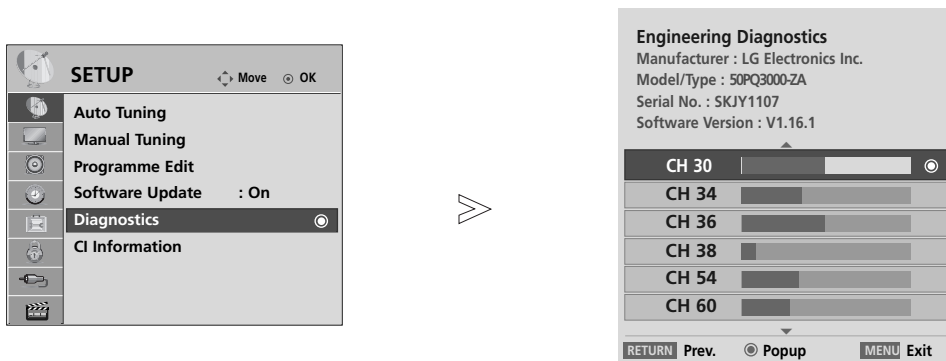 SETUP
Move
OK
Auto Tuning
Manual Tuning
Programme Edit
Software Update : On
Diagnostics
CI Information
Engineering Diagnostics
Manufacturer : LG Electronics Inc.
Model/Type : 50PQ3000-ZA
Serial No. : SKJY1107
Software Version : V1.16.1
CH 30
CH 34
CH 36
CH 38
CH 54
CH 60
RETURN Prev.
Popup
MENU Exit